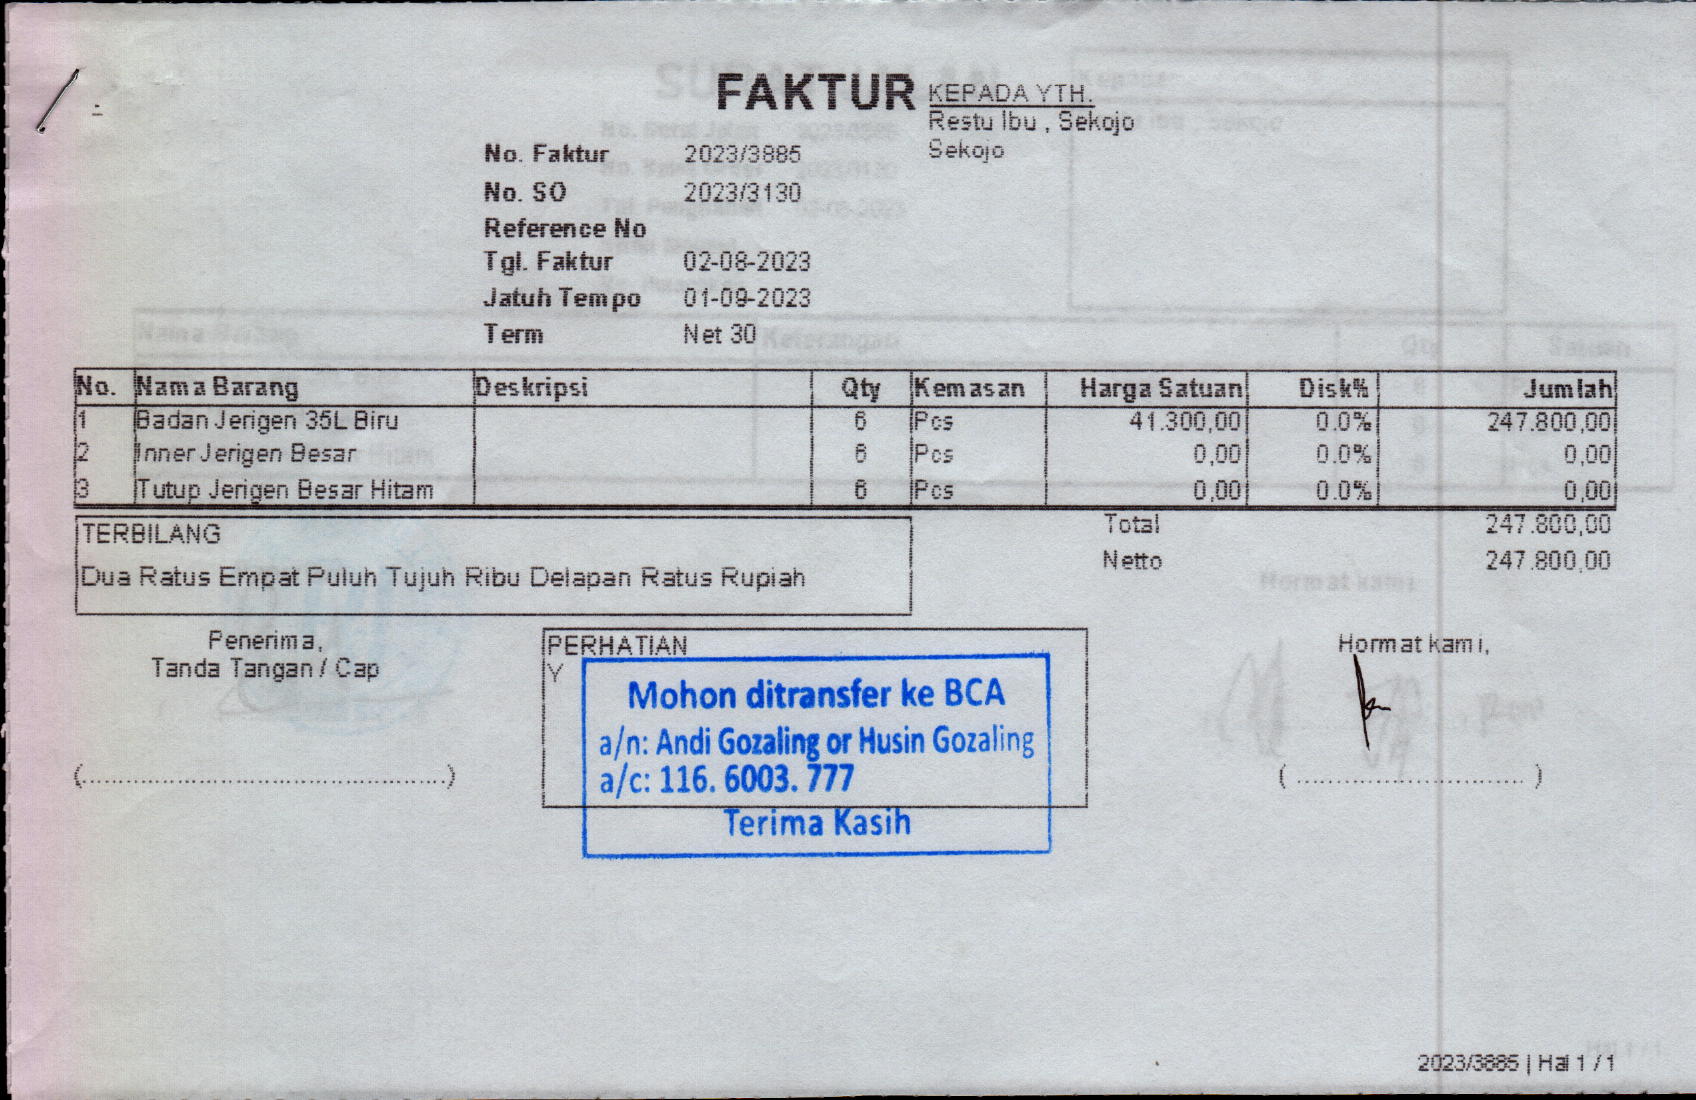 FAKTUR
KEPADA YTH.
Restu Ibu , Sekojo
Sekojo
No. Faktur 2023/3885
No. SO 2023/3130
Reference No
Tgl. Faktur 02-08-2023
Jatuh Tempo 01-09-2023
Term Net 30
No. Nama Barang Deskripsi Qty Kemasan Harga Satuan Disk% Jumlah
1 Badan Jerigen 35L Biru 6 Pcs 41.300,00 0.0% 247.800,00
2 Inner Jerigen Besar 6 Pcs 0,00 0.0% 0,00
3 Tutup Jerigen Besar Hitam 6 Pcs 0,00 0.0% 0,00
Total 247.800,00
Netto 247.800,00
TERBILANG
Dua Ratus Empat Puluh Tujuh Ribu Delapan Ratus Rupiah
Penerima,
Tanda Tangan / Cap
(............................................)
PERHATIAN
Y
Mohon ditransfer ke BCA
a/n: Andi Gozaling or Husin Gozaling
a/c: 116. 6003. 777
Terima Kasih
Hormat kami,
( ............................ )
2023/3885 | Hal 1 / 1